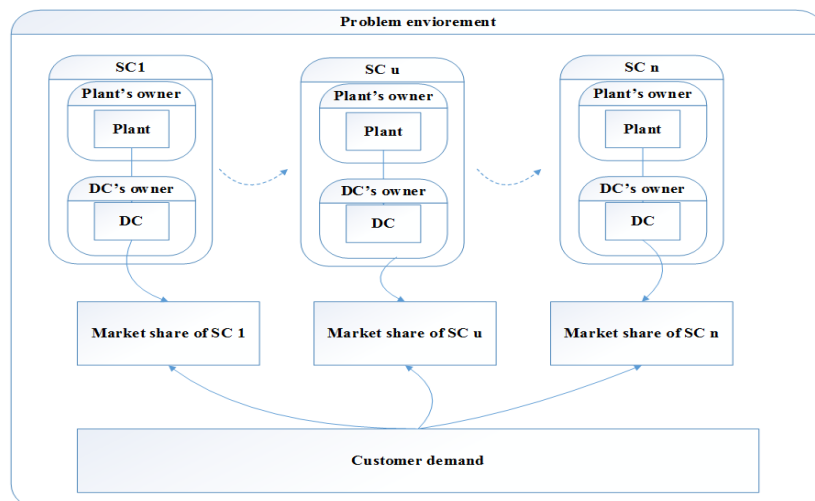 Problem enviorement
SC1
Plant's owner
Plant
DC's owner
DC
SC u
Plant's owner
Plant
DC's owner
DC
SC n
Plant's owner
Plant
DC's owner
DC
Market share of SC 1
Market share of SC u
Market share of SC n
Customer demand